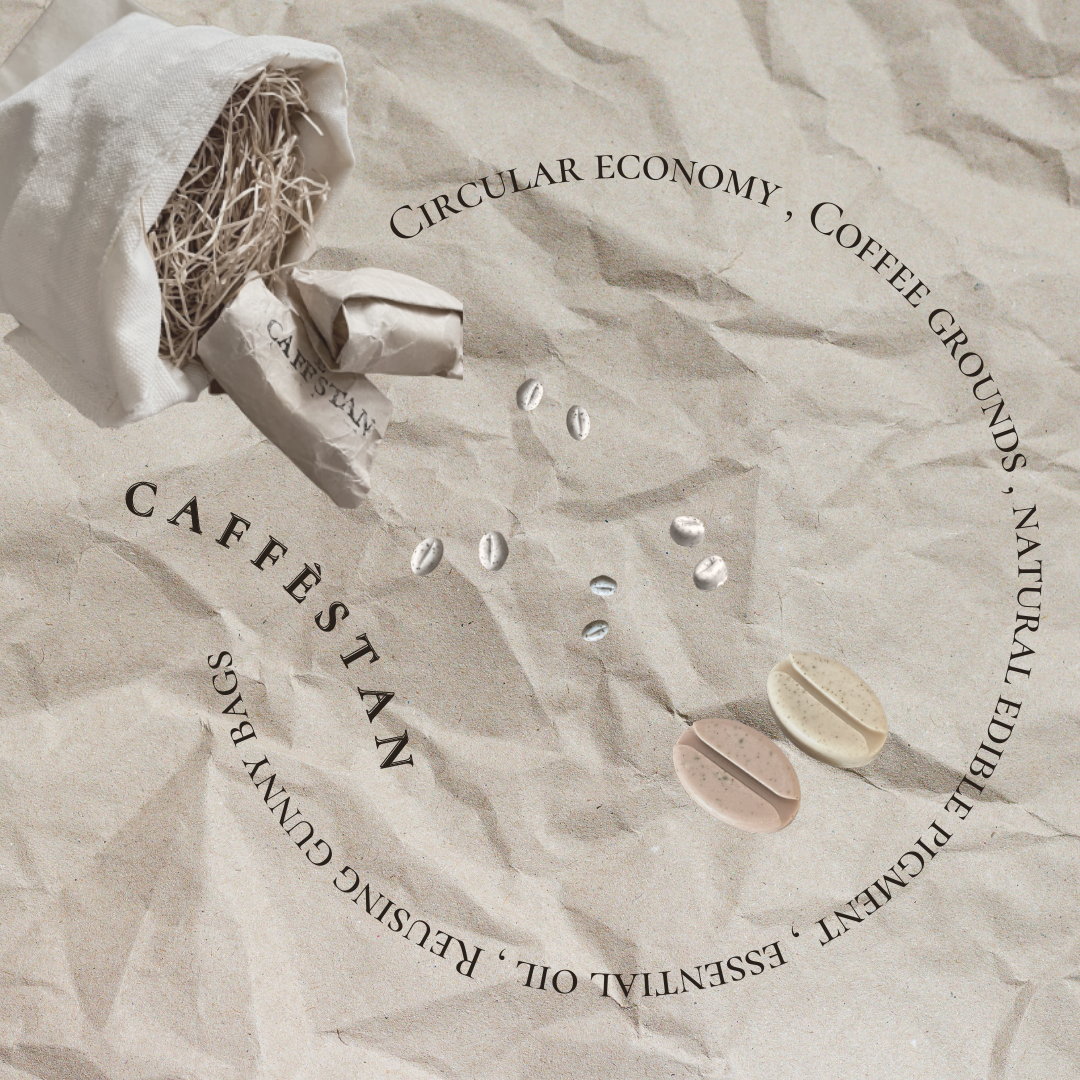 Circular economy , Coffee grounds , natural edible pigment , essential oil , Reusing gunny bags
CAFFÈSTAN
CAFFÈSTAN